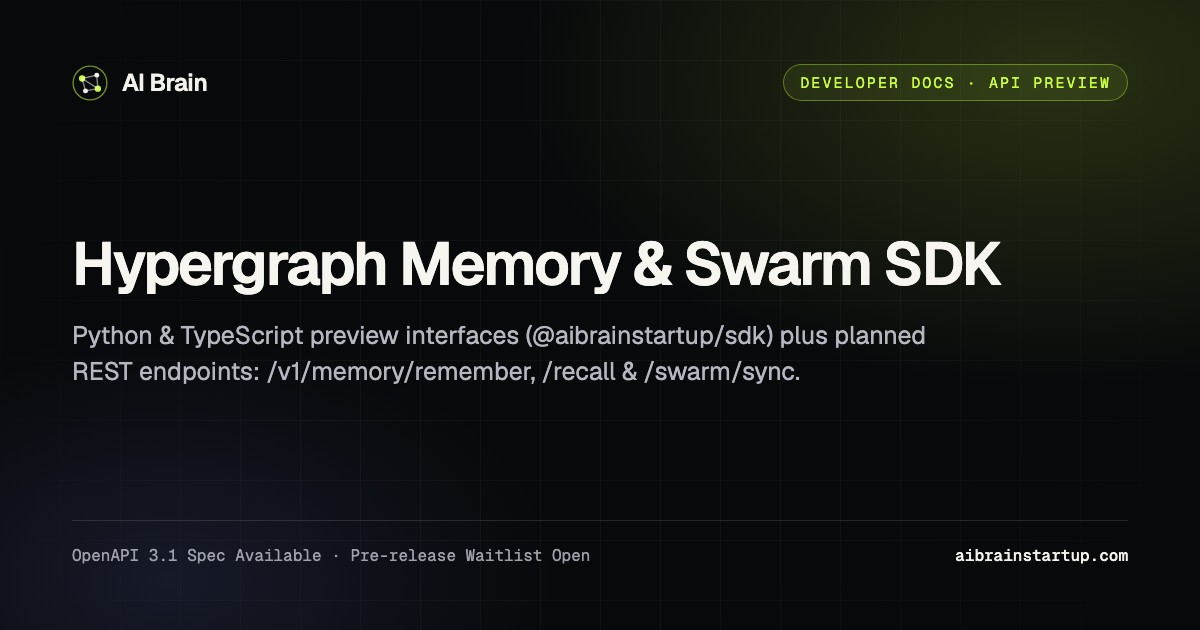 AI Brain
DEVELOPER DOCS · API PREVIEW
Hypergraph Memory & Swarm SDK
Python & TypeScript preview interfaces (@aibrainstartup/sdk) plus planned
REST endpoints: /v1/memory/remember, /recall & /swarm/sync.
OpenAPI 3.1 Spec Available · Pre-release Waitlist Open
aibrainstartup.com